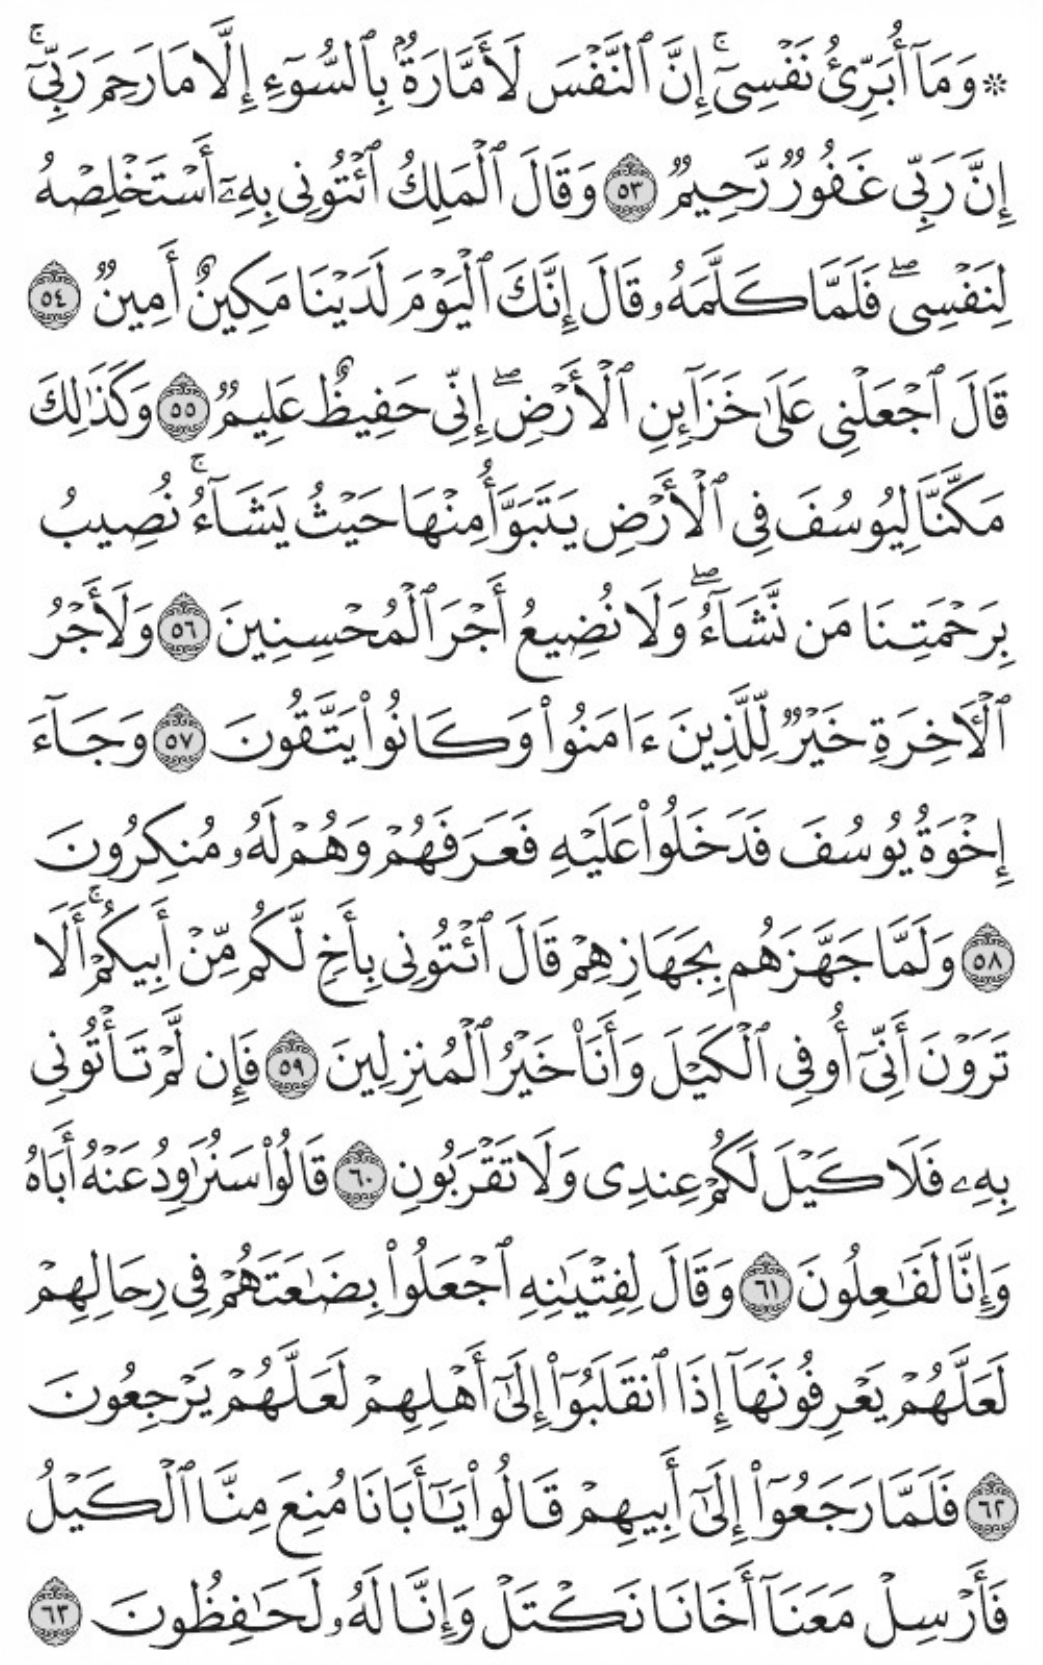 ۞ وَمَآ أُبَرِّئُ نَفْسِىٓ ۚ إِنَّ ٱلنَّفْسَ لَأَمَّارَةٌۢ بِٱلسُّوٓءِ إِلَّا مَا رَحِمَ رَبِّىٓ ۚ
إِنَّ رَبِّى غَفُورٌ رَّحِيمٌ ٥٣ وَقَالَ ٱلْمَلِكُ ٱئْتُونِى بِهِۦٓ أَسْتَخْلِصْهُ
لِنَفْسِى ۖ فَلَمَّا كَلَّمَهُۥ قَالَ إِنَّكَ ٱلْيَوْمَ لَدَيْنَا مَكِينٌ أَمِينٌ ٥٤
قَالَ ٱجْعَلْنِى عَلَىٰ خَزَآئِنِ ٱلْأَرْضِ ۖ إِنِّى حَفِيظٌ عَلِيمٌ ٥٥ وَكَذَٰلِكَ
مَكَّنَّا لِيُوسُفَ فِى ٱلْأَرْضِ يَتَبَوَّأُ مِنْهَا حَيْثُ يَشَآءُ ۚ نُصِيبُ
بِرَحْمَتِنَا مَن نَّشَآءُ ۖ وَلَا نُضِيعُ أَجْرَ ٱلْمُحْسِنِينَ ٥٦ وَلَأَجْرُ
ٱلْـَٔاخِرَةِ خَيْرٌ لِّلَّذِينَ ءَامَنُوا۟ وَكَانُوا۟ يَتَّقُونَ ٥٧ وَجَآءَ
إِخْوَةُ يُوسُفَ فَدَخَلُوا۟ عَلَيْهِ فَعَرَفَهُمْ وَهُمْ لَهُۥ مُنكِرُونَ
٥٨ وَلَمَّا جَهَّزَهُم بِجَهَازِهِمْ قَالَ ٱئْتُونِى بِأَخٍ لَّكُم مِّنْ أَبِيكُمْ ۚ أَلَا
تَرَوْنَ أَنِّىٓ أُوفِى ٱلْكَيْلَ وَأَنَا۠ خَيْرُ ٱلْمُنزِلِينَ ٥٩ فَإِن لَّمْ تَأْتُونِى
بِهِۦ فَلَا كَيْلَ لَكُمْ عِندِى وَلَا تَقْرَبُونِ ٦٠ قَالُوا۟ سَنُرَٰوِدُ عَنْهُ أَبَاهُ
وَإِنَّا لَفَـٰعِلُونَ ٦١ وَقَالَ لِفِتْيَـٰنِهِ ٱجْعَلُوا۟ بِضَـٰعَتَهُمْ فِى رِحَالِهِمْ
لَعَلَّهُمْ يَعْرِفُونَهَآ إِذَا ٱنقَلَبُوٓا۟ إِلَىٰٓ أَهْلِهِمْ لَعَلَّهُمْ يَرْجِعُونَ
٦٢ فَلَمَّا رَجَعُوٓا۟ إِلَىٰٓ أَبِيهِمْ قَالُوا۟ يَـٰٓأَبَانَا مُنِعَ مِنَّا ٱلْكَيْلُ
فَأَرْسِلْ مَعَنَآ أَخَانَا نَكْتَلْ وَإِنَّا لَهُۥ لَحَـٰفِظُونَ ٦٣